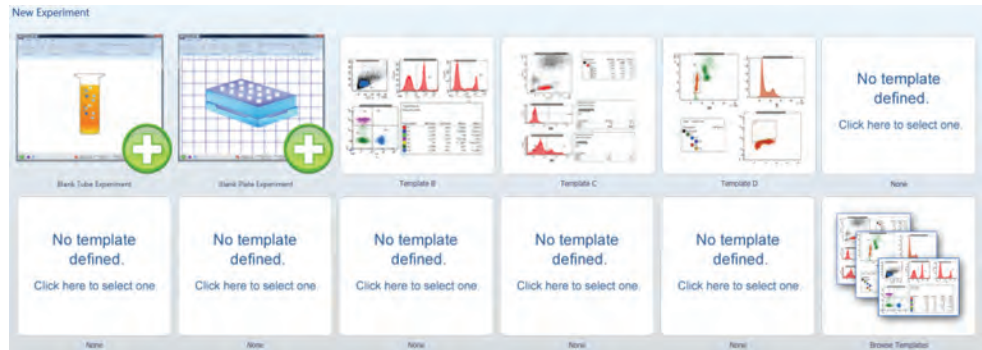 New Experiment
Blank Tube Experiment
Blank Plate Experiment
Template B
Template C
Template D
No template
defined.
Click here to select one.
None
No template
defined.
Click here to select one.
None
No template
defined.
Click here to select one.
None
No template
defined.
Click here to select one.
None
No template
defined.
Click here to select one.
None
No template
defined.
Click here to select one.
None
Browse Templates